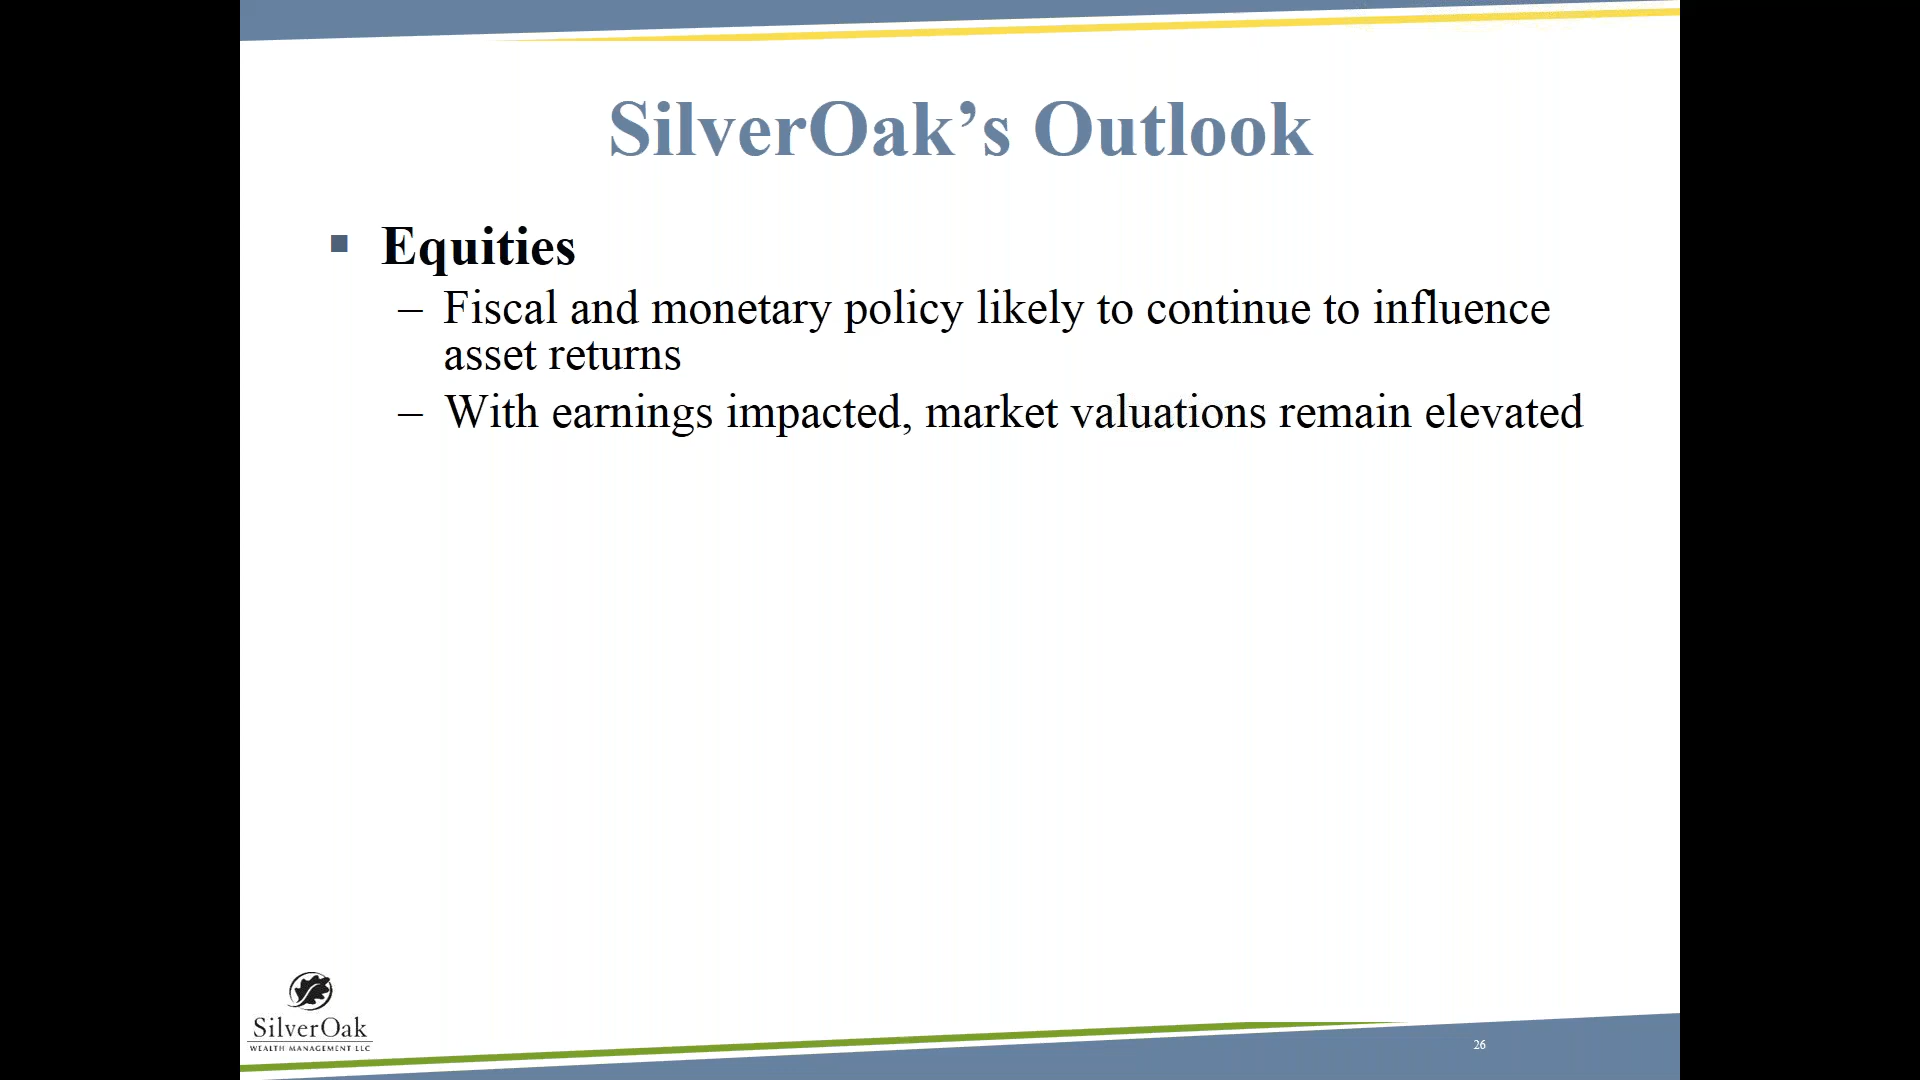 SilverOak’s Outlook
▪ Equities
– Fiscal and monetary policy likely to continue to influence
asset returns
– With earnings impacted, market valuations remain elevated
SilverOak
WEALTH MANAGEMENT LLC
26